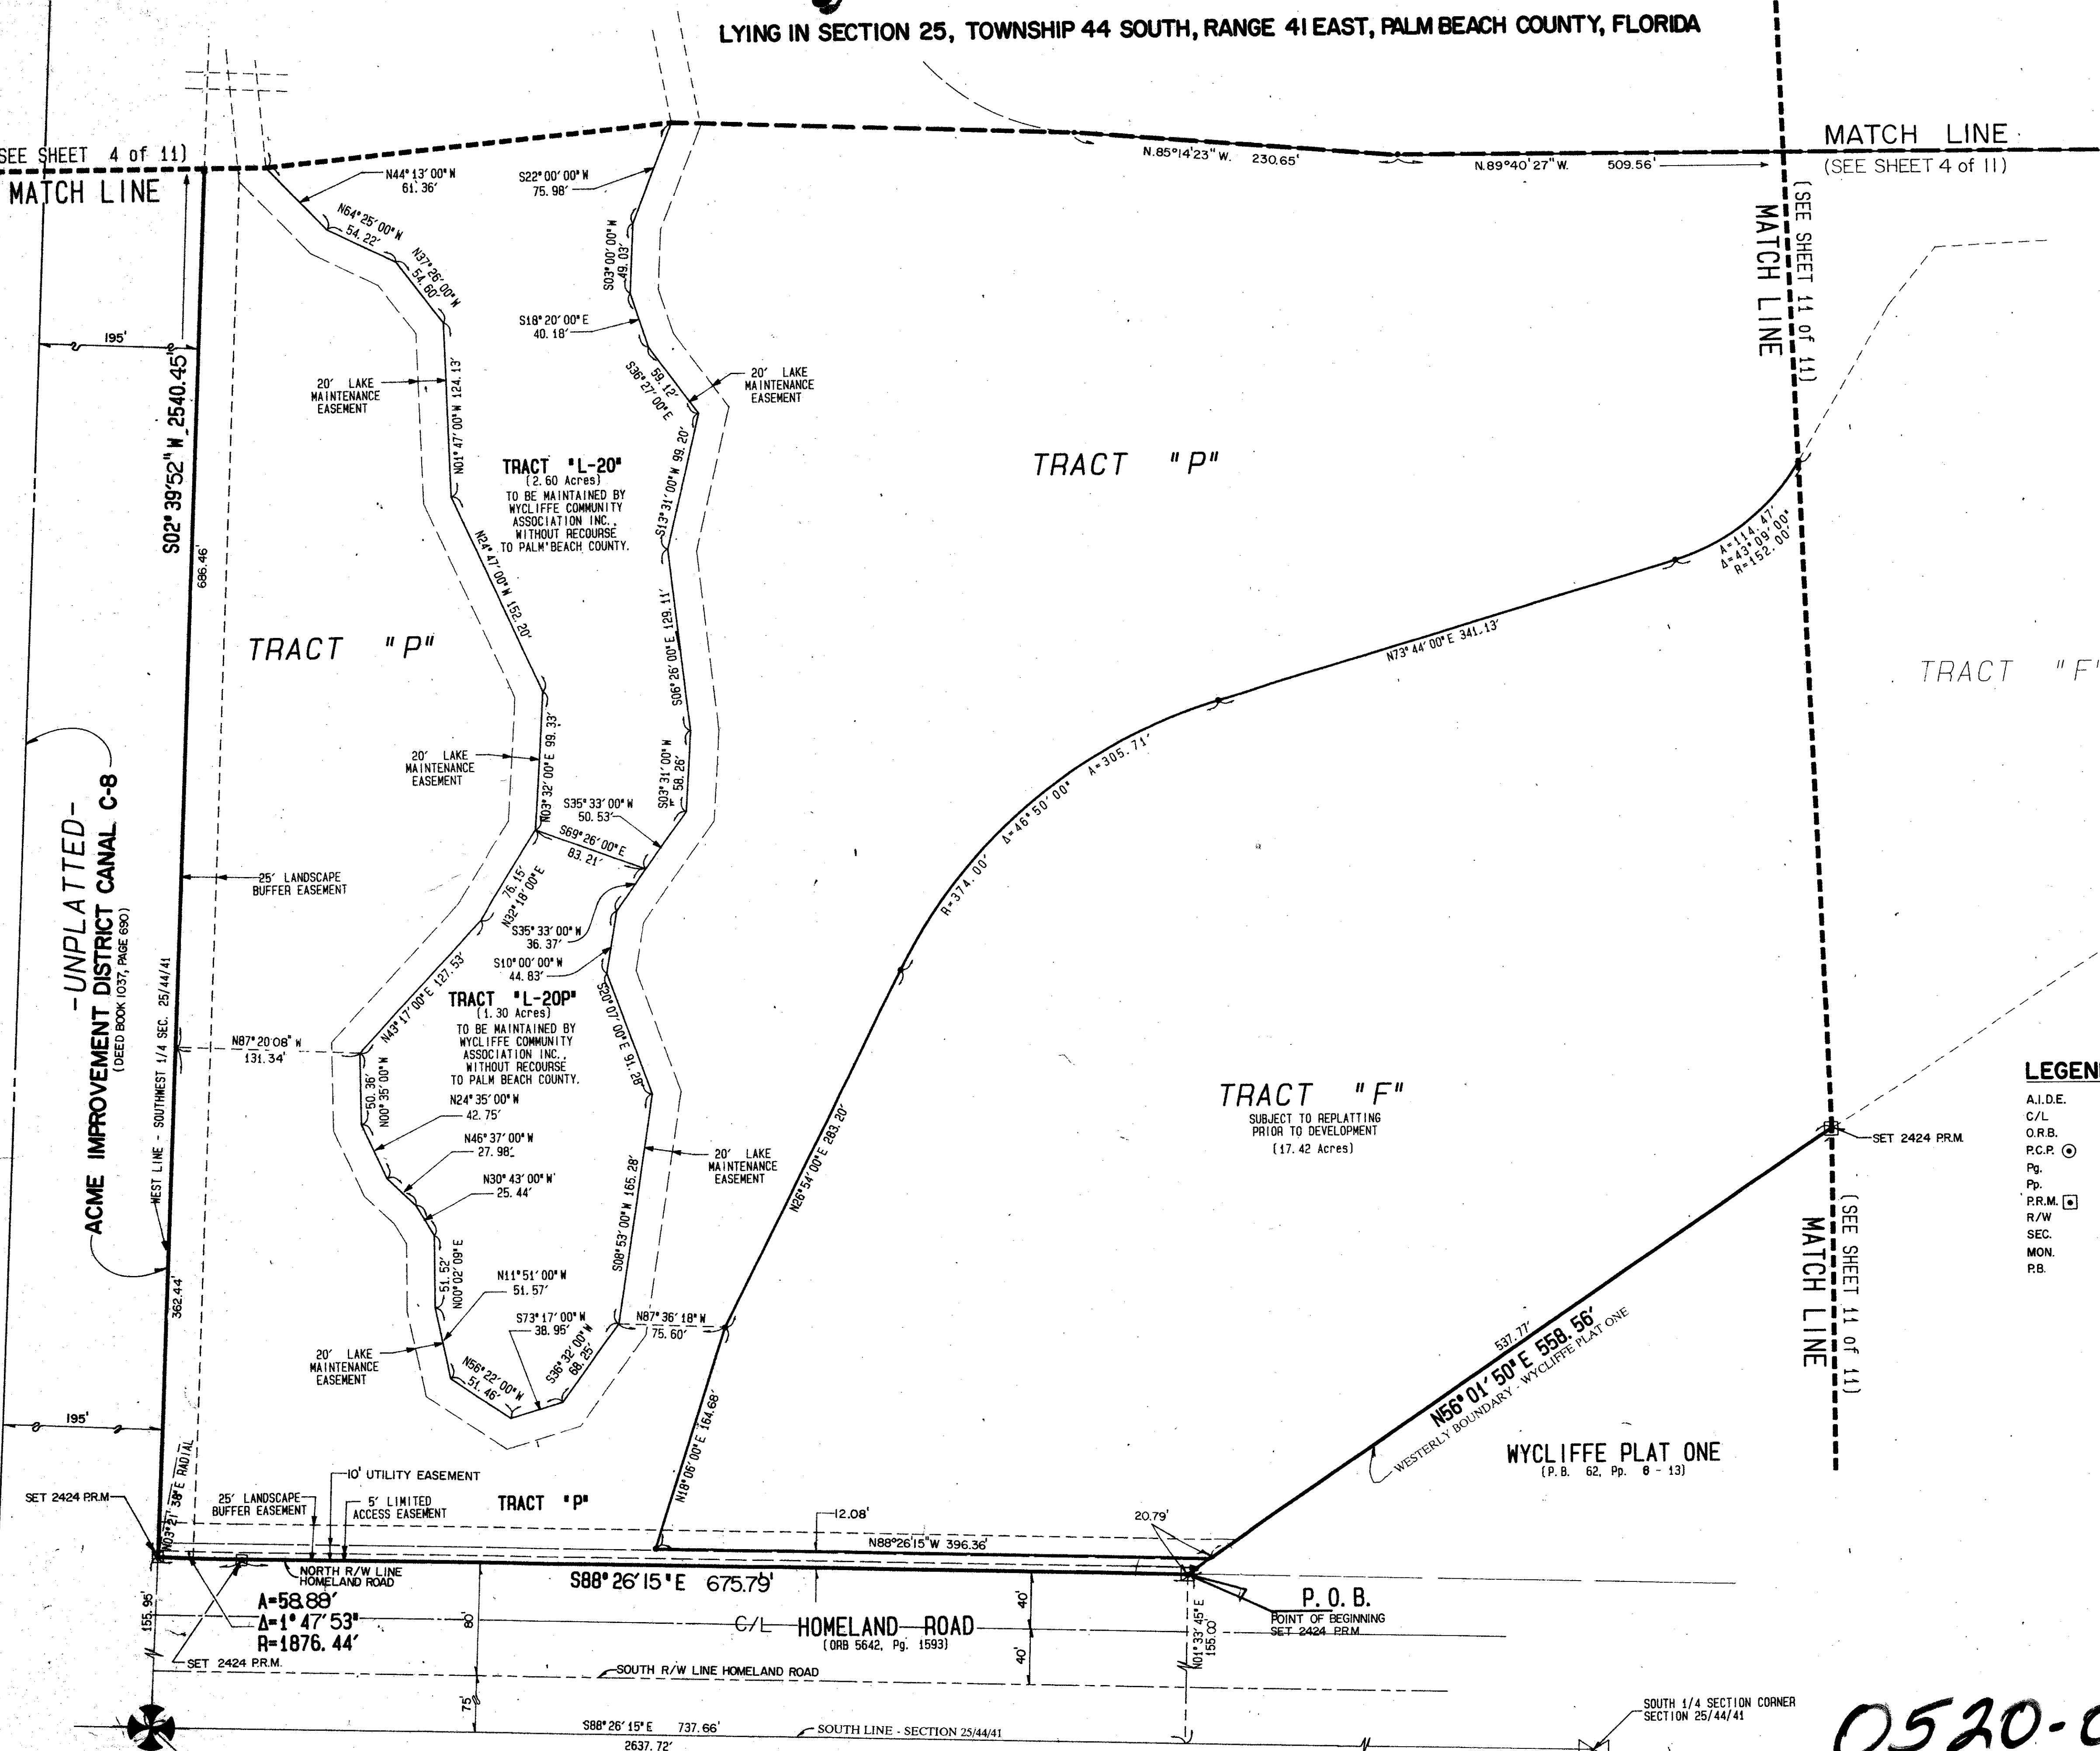 LYING IN SECTION 25, TOWNSHIP 44 SOUTH, RANGE 41 EAST, PALM BEACH COUNTY, FLORIDA
SEE SHEET 4 of 11)
MATCH LINE
N44°13'00"W
61.36'
N64°25'00"W
54.22'
N37°26'00"W
54.60'
S22°00'00"W
75.98'
S03°00'00"W
49.03'
S18°20'00"E
40.18'
59.12'
S36°27'00"E
N.85°14'23"W. 230.65'
N.89°40'27"W. 509.56'
MATCH LINE
(SEE SHEET 4 of 11)
(SEE SHEET 11 of 11)
MATCH LINE
195'
S02°39'52"W 2540.45'
686.46'
20' LAKE
MAINTENANCE
EASEMENT
N01°47'00"W 124.13'
20' LAKE
MAINTENANCE
EASEMENT
S13°31'00"W 99.20'
TRACT "L-20"
(2.60 Acres)
TO BE MAINTAINED BY
WYCLIFFE COMMUNITY
ASSOCIATION INC.,
WITHOUT RECOURSE
TO PALM BEACH COUNTY.
TRACT "P"
N24°47'00"W 152.20'
S06°26'00"E 129.11'
A=114.47'
Δ=43°09'00"
R=152.00'
TRACT "P"
N73°44'00"E 341.13'
TRACT "F"
20' LAKE
MAINTENANCE
EASEMENT
N03°32'00"E 99.33'
S03°31'00"W
58.26'
A=305.71'
Δ=46°50'00"
R=374.00'
S35°33'00"W
50.53'
S69°26'00"E
83.21'
-UNPLATTED-
ACME IMPROVEMENT DISTRICT CANAL C-8
(DEED BOOK 1037, PAGE 690)
25' LANDSCAPE
BUFFER EASEMENT
76.15'
N32°18'00"E
S35°33'00"W
36.37'
S10°00'00"W
44.83'
N43°17'00"E 127.53'
S20°07'00"E 91.28'
WEST LINE - SOUTHWEST 1/4 SEC. 25/44/41
N87°20'08"W
131.34'
TRACT "L-20P"
(1.30 Acres)
TO BE MAINTAINED BY
WYCLIFFE COMMUNITY
ASSOCIATION INC.,
WITHOUT RECOURSE
TO PALM BEACH COUNTY.
50.36'
N00°35'00"W
N24°35'00"W
42.75'
N46°37'00"W
27.98'
N30°43'00"W
25.44'
20' LAKE
MAINTENANCE
EASEMENT
N26°54'00"E 283.20'
TRACT "F"
SUBJECT TO REPLATTING
PRIOR TO DEVELOPMENT
(17.42 Acres)
SET 2424 P.R.M.
LEGEN
A.I.D.E.
C/L
O.R.B.
P.C.P.
Pg.
Pp.
P.R.M.
R/W
SEC.
MON.
P.B.
(SEE SHEET 11 of 11)
MATCH LINE
362.44'
51.52'
N00°02'09"E
N11°51'00"W
51.57'
S08°53'00"W 165.28'
S73°17'00"W
38.95'
S36°32'00"W
68.25'
N87°36'18"W
75.60'
20' LAKE
MAINTENANCE
EASEMENT
N56°22'00"W
51.46'
537.77'
N56°01'50"E 558.56'
WESTERLY BOUNDARY - WYCLIFFE PLAT ONE
WYCLIFFE PLAT ONE
(P.B. 62, Pp. 8 - 13)
195'
N18°06'00"E 164.68'
N03°21'38"E RADIAL
SET 2424 P.R.M.
25' LANDSCAPE
BUFFER EASEMENT
10' UTILITY EASEMENT
5' LIMITED
ACCESS EASEMENT
TRACT "P"
12.08'
20.79'
N88°26'15"W 396.36'
NORTH R/W LINE
HOMELAND ROAD
S88°26'15"E 675.79'
A=58.88'
Δ=1°47'53"
R=1876.44'
155.95'
SET 2424 P.R.M.
80'
75'
C/L HOMELAND ROAD
(ORB 5642, Pg. 1593)
40'
40'
N01°33'45"E
155.00'
P.O.B.
POINT OF BEGINNING
SET 2424 P.R.M.
SOUTH R/W LINE HOMELAND ROAD
S88°26'15"E 737.66'
SOUTH LINE - SECTION 25/44/41
2637.72'
SOUTH 1/4 SECTION CORNER
SECTION 25/44/41
0520-0